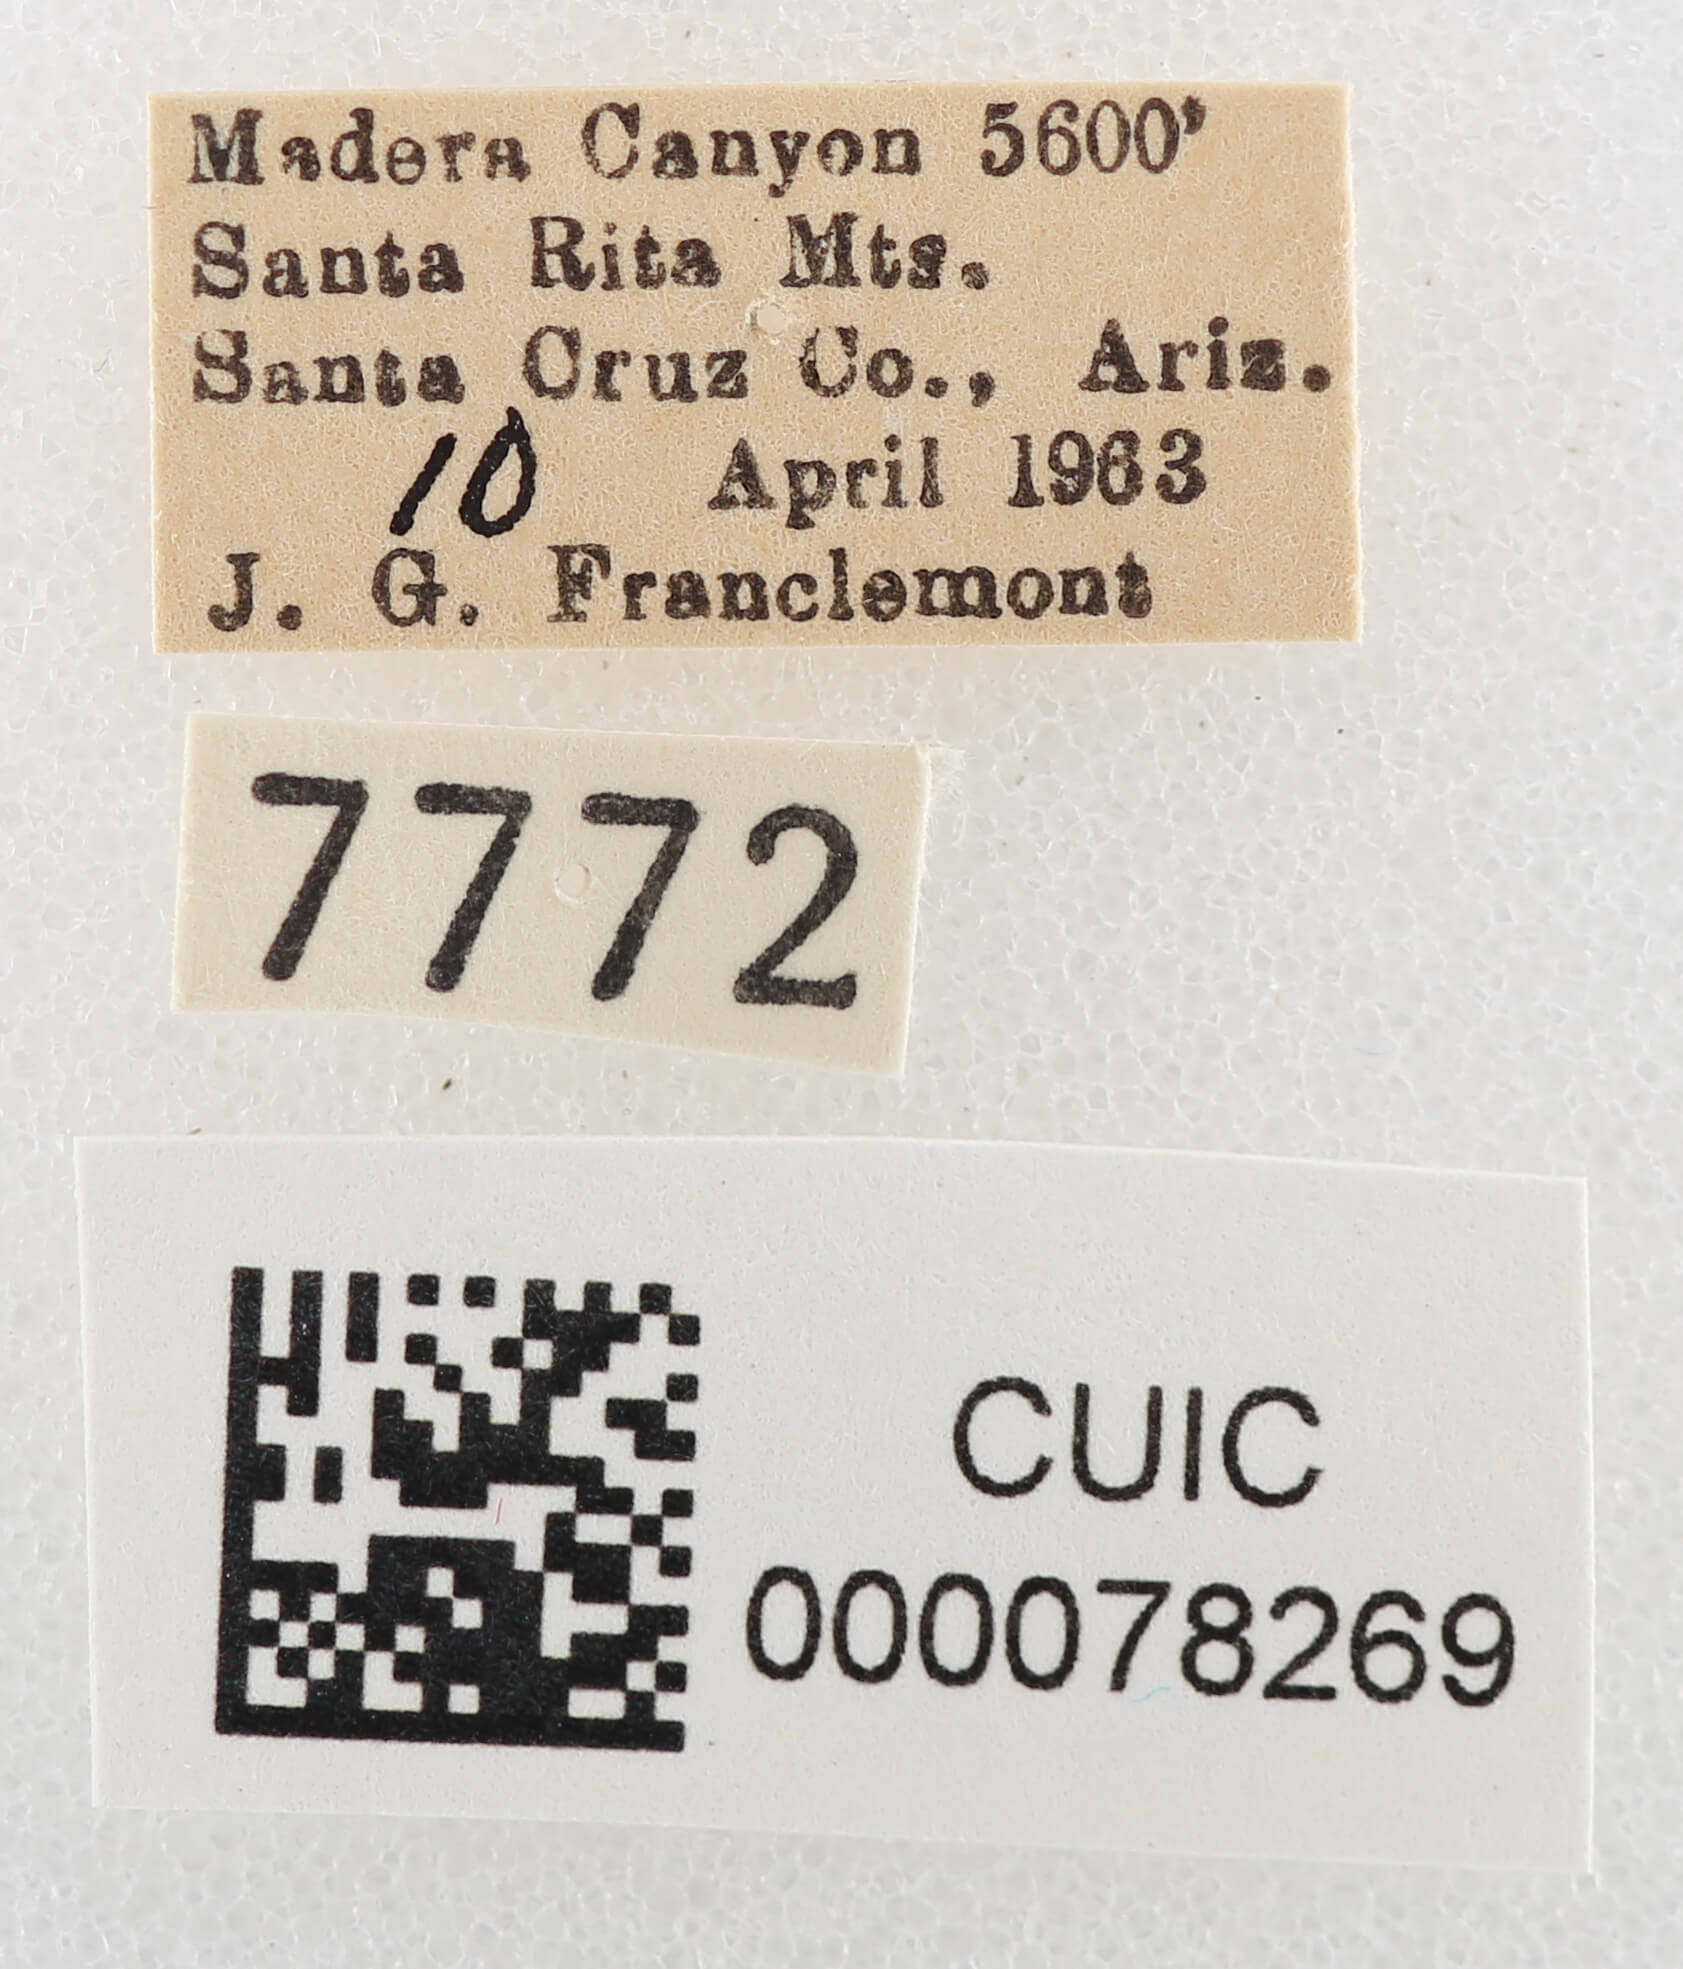 Madera Canyon 5600'
Santa Rita Mts.
Santa Cruz Co., Ariz.
10 April 1963
J. G. Franclemont
7772
CUIC
000078269